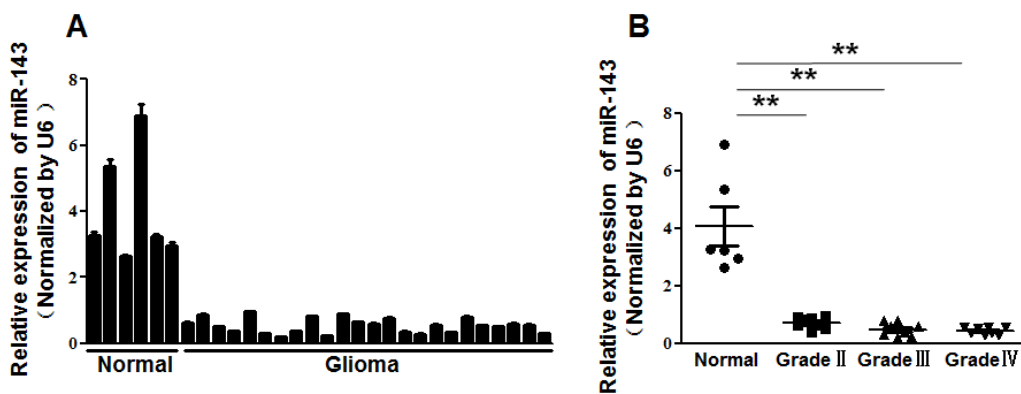 A
Relative expression of miR-143
(Normalized by U6)
8
6
4
2
0
Normal
Glioma
B
Relative expression of miR-143
(Normalized by U6)
**
**
**
8
6
4
2
0
Normal
Grade Ⅱ
Grade Ⅲ
Grade Ⅳ